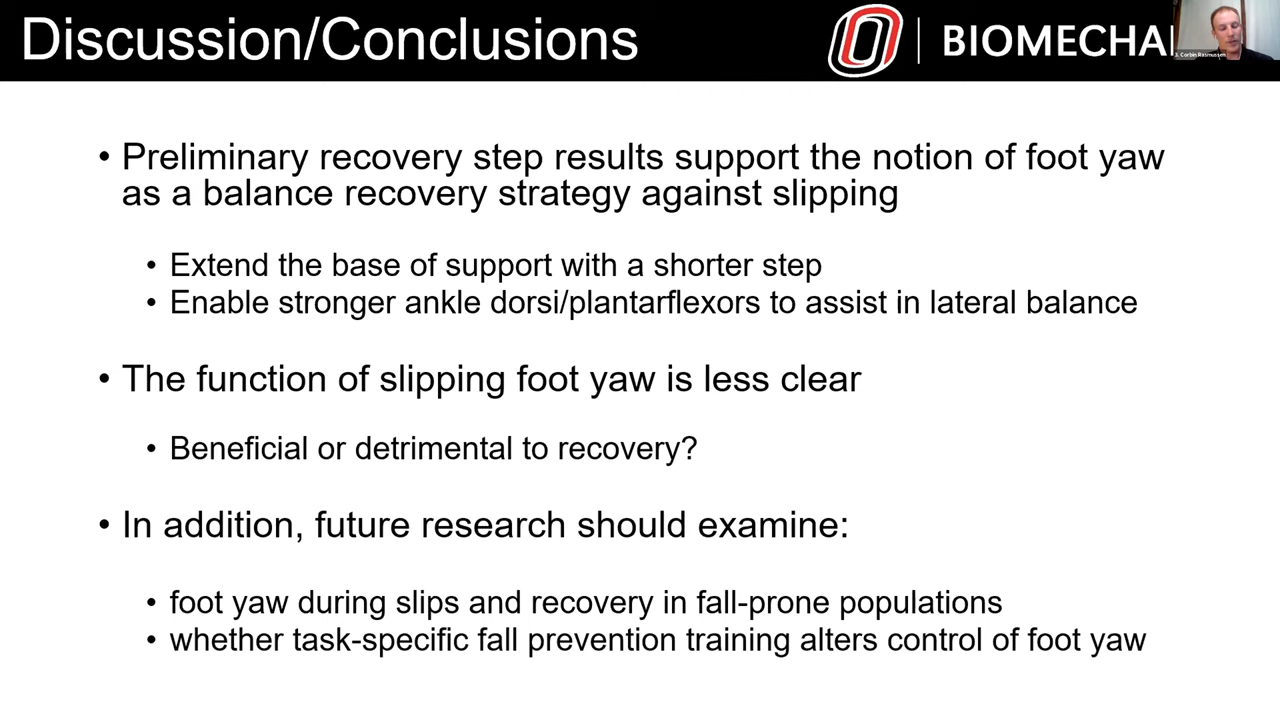 Discussion/Conclusions
BIOMECHA
Corbin Rasmussen
• Preliminary recovery step results support the notion of foot yaw
as a balance recovery strategy against slipping
• Extend the base of support with a shorter step
• Enable stronger ankle dorsi/plantarflexors to assist in lateral balance
• The function of slipping foot yaw is less clear
• Beneficial or detrimental to recovery?
• In addition, future research should examine:
• foot yaw during slips and recovery in fall-prone populations
• whether task-specific fall prevention training alters control of foot yaw